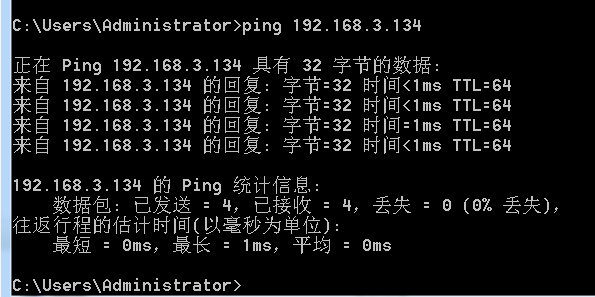 C:\Users\Administrator>ping 192.168.3.134
正在 Ping 192.168.3.134 具有 32 字节的数据:
来自 192.168.3.134 的回复: 字节=32 时间<1ms TTL=64
来自 192.168.3.134 的回复: 字节=32 时间<1ms TTL=64
来自 192.168.3.134 的回复: 字节=32 时间=1ms TTL=64
来自 192.168.3.134 的回复: 字节=32 时间<1ms TTL=64
192.168.3.134 的 Ping 统计信息:
数据包: 已发送 = 4, 已接收 = 4, 丢失 = 0 (0% 丢失),
往返行程的估计时间(以毫秒为单位):
最短 = 0ms, 最长 = 1ms, 平均 = 0ms
C:\Users\Administrator>